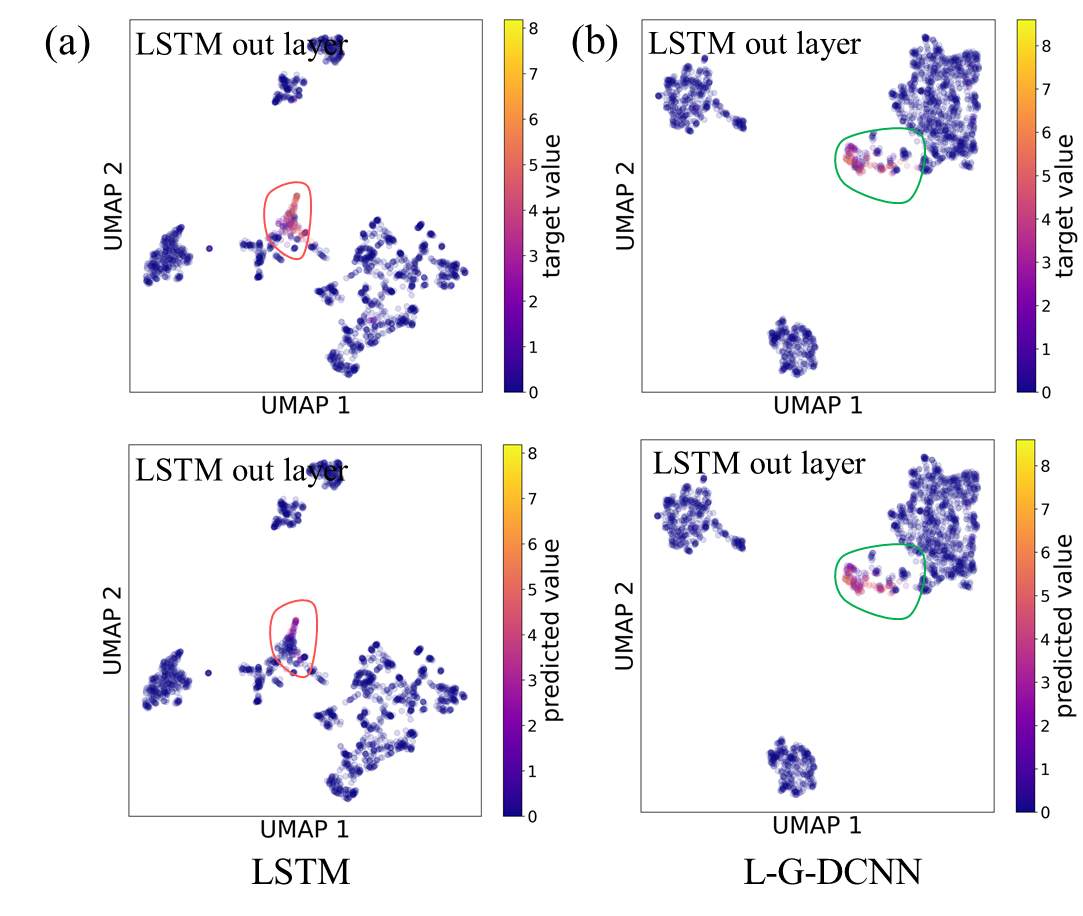 (a)
LSTM out layer
UMAP 2
UMAP 1
8
7
6
5
4
3
2
1
0
target value
(b)
LSTM out layer
UMAP 2
UMAP 1
8
7
6
5
4
3
2
1
0
target value
LSTM out layer
UMAP 2
UMAP 1
8
7
6
5
4
3
2
1
0
predicted value
LSTM
LSTM out layer
UMAP 2
UMAP 1
8
7
6
5
4
3
2
1
0
predicted value
L-G-DCNN